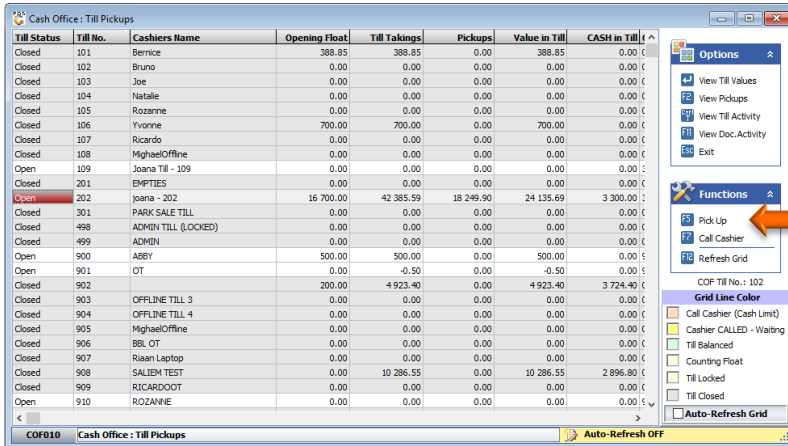 Cash Office : Till Pickups
Till Status Till No. Cashiers Name Opening Float Till Takings Pickups Value in Till CASH in Till
Closed 101 Bernice 388.85 388.85 0.00 388.85 0.00
Closed 102 Bruno 0.00 0.00 0.00 0.00 0.00
Closed 103 Joe 0.00 0.00 0.00 0.00 0.00
Closed 104 Natalie 0.00 0.00 0.00 0.00 0.00
Closed 105 Rozanne 0.00 0.00 0.00 0.00 0.00
Closed 106 Yvonne 700.00 700.00 0.00 700.00 0.00
Closed 107 Ricardo 0.00 0.00 0.00 0.00 0.00
Closed 108 MighaelOffline 0.00 0.00 0.00 0.00 0.00
Open 109 Joana Till - 109 0.00 0.00 0.00 0.00 0.00
Closed 201 EMPTIES 0.00 0.00 0.00 0.00 0.00
Open 202 joana - 202 16 700.00 42 385.59 18 249.90 24 135.69 3 300.00
Closed 301 PARK SALE TILL 0.00 0.00 0.00 0.00 0.00
Closed 498 ADMIN TILL (LOCKED) 0.00 0.00 0.00 0.00 0.00
Closed 499 ADMIN 0.00 0.00 0.00 0.00 0.00
Open 900 ABBY 500.00 500.00 0.00 500.00 0.00
Open 901 OT 0.00 -0.50 0.00 -0.50 0.00
Closed 902 200.00 4 923.40 0.00 4 923.40 3 724.40
Closed 903 OFFLINE TILL 3 0.00 0.00 0.00 0.00 0.00
Closed 904 OFFLINE TILL 4 0.00 0.00 0.00 0.00 0.00
Closed 905 MighaelOffline 0.00 0.00 0.00 0.00 0.00
Closed 906 BBL OT 0.00 0.00 0.00 0.00 0.00
Closed 907 Riaan Laptop 0.00 0.00 0.00 0.00 0.00
Closed 908 SALIEM TEST 0.00 10 286.55 0.00 10 286.55 2 896.80
Closed 909 RICARDOOT 0.00 0.00 0.00 0.00 0.00
Open 910 ROZANNE 0.00 0.00 0.00 0.00 0.00
Options
View Till Values
F2 View Pickups
View Till Activity
F11 View Doc.Activity
Esc Exit
Functions
F5 Pick Up
F7 Call Cashier
F12 Refresh Grid
COF Till No.: 102
Grid Line Color
Call Cashier (Cash Limit)
Cashier CALLED - Waiting
Till Balanced
Counting Float
Till Locked
Till Closed
Auto-Refresh Grid
COF010 Cash Office : Till Pickups Auto-Refresh OFF